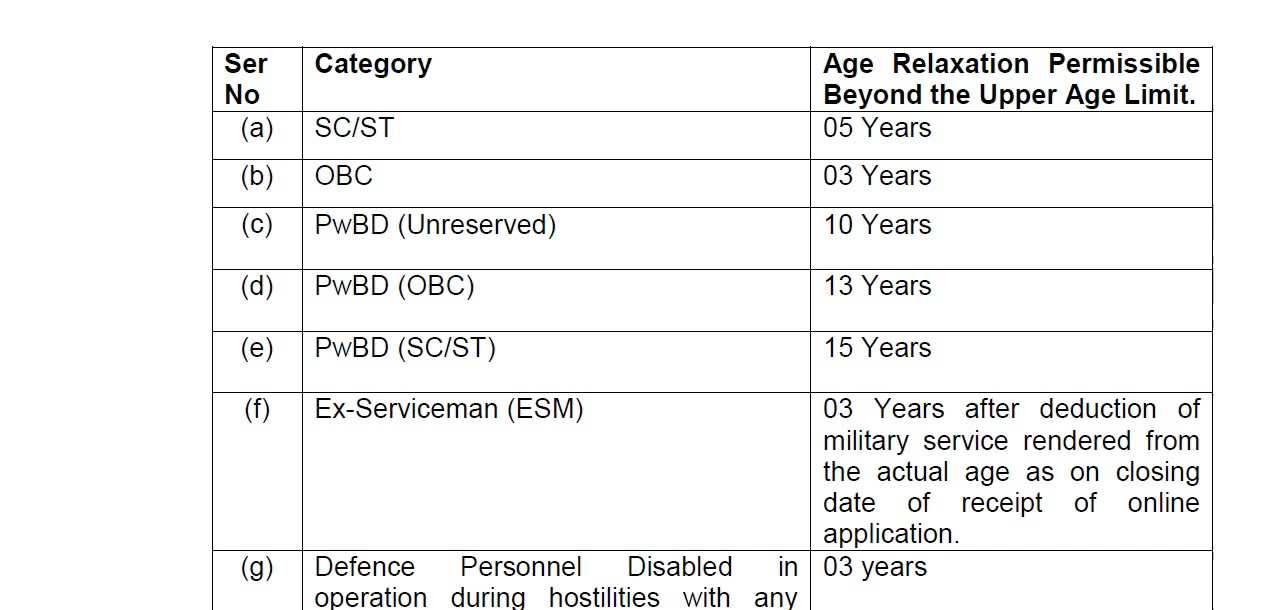 Ser No
Category
Age Relaxation Permissible
Beyond the Upper Age Limit.
(a)
SC/ST
05 Years
(b)
OBC
03 Years
(c)
PwBD (Unreserved)
10 Years
(d)
PwBD (OBC)
13 Years
(e)
PwBD (SC/ST)
15 Years
(f)
Ex-Serviceman (ESM)
03 Years after deduction of
military service rendered from
the actual age as on closing
date of receipt of online
application.
(g)
Defence Personnel Disabled in
operation during hostilities with any
03 years